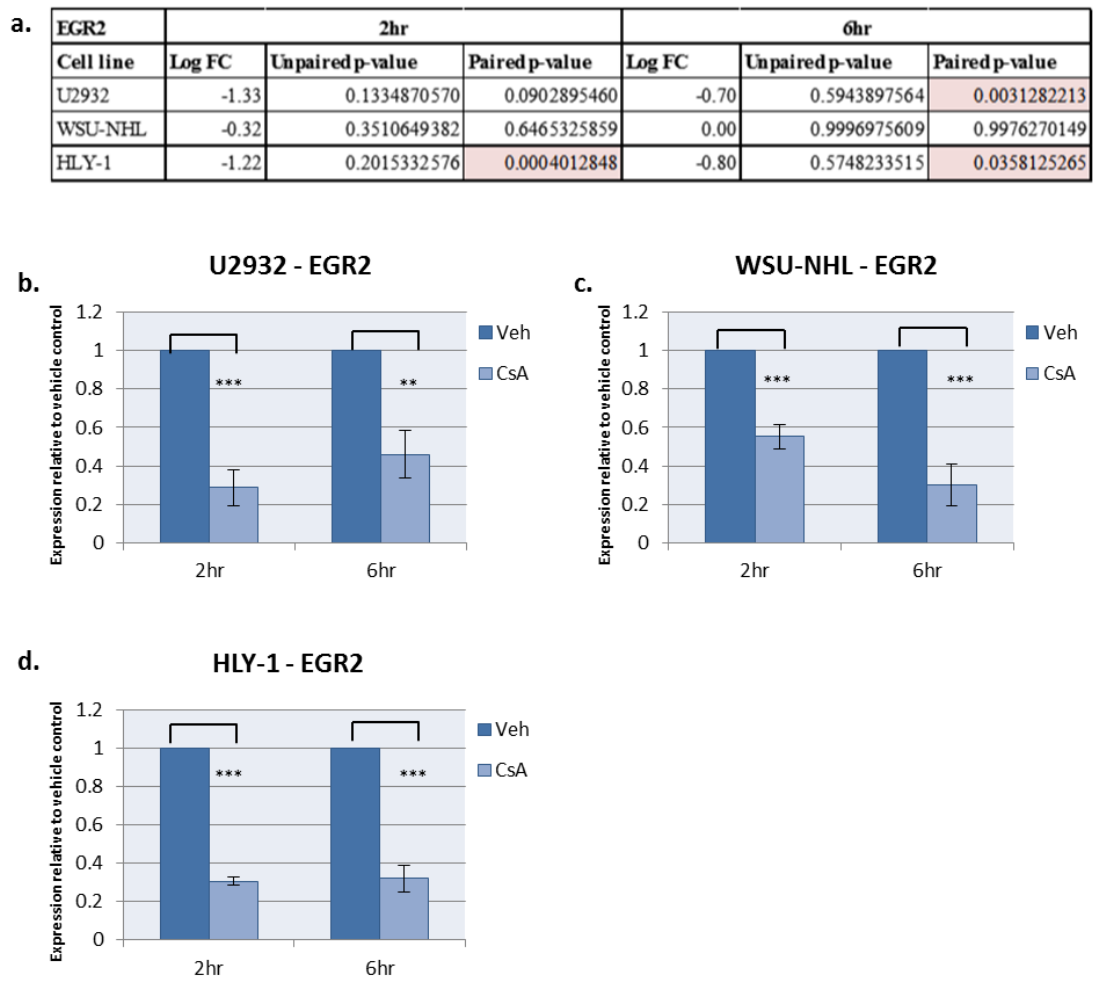 a.
EGR2 2hr 6hr
Cell line Log FC Unpaired p-value Paired p-value Log FC Unpaired p-value Paired p-value
U2932 -1.33 0.1334870570 0.0902895460 -0.70 0.5943897564 0.0031282213
WSU-NHL -0.32 0.3510649382 0.6465325859 0.00 0.9996975609 0.9976270149
HLY-1 -1.22 0.2015332576 0.0004012848 -0.80 0.5748233515 0.0358125265
b.
U2932 - EGR2
Expression relative to vehicle control
1.2
1
0.8
0.6
0.4
0.2
0
***
**
2hr 6hr
Veh
CsA
c.
WSU-NHL - EGR2
Expression relative to vehicle control
1.2
1
0.8
0.6
0.4
0.2
0
***
***
2hr 6hr
Veh
CsA
d.
HLY-1 - EGR2
Expression relative to vehicle control
1.2
1
0.8
0.6
0.4
0.2
0
***
***
2hr 6hr
Veh
CsA